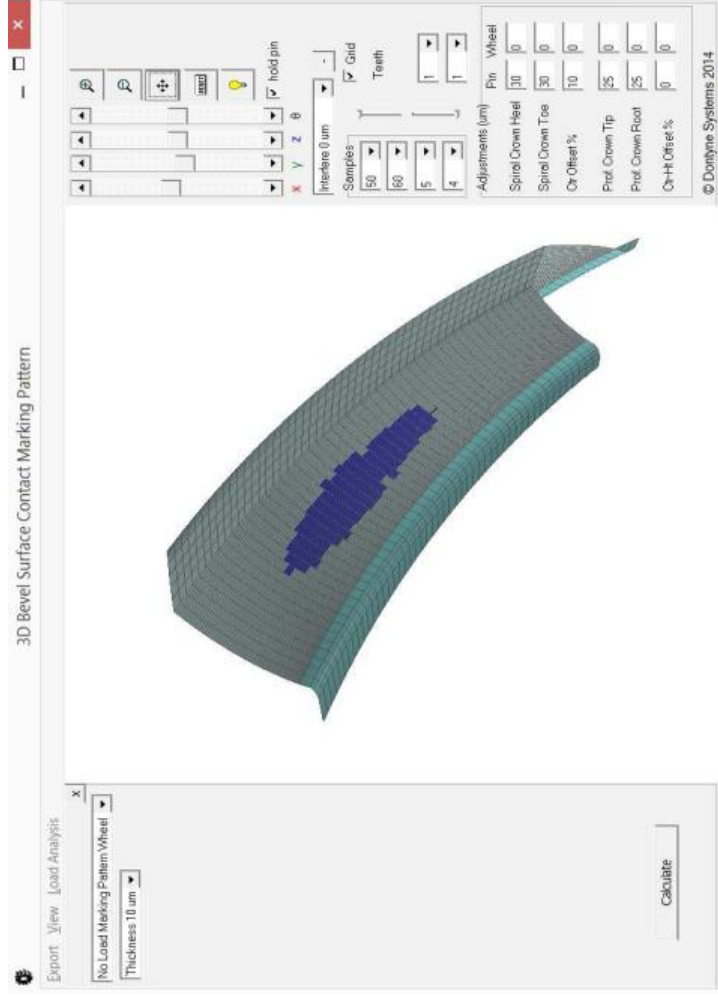 3D Bevel Surface Contact Marking Pattern
Export View Load Analysis
x
No Load Marking Pattern Wheel
Thickness 10 um
Calculate
x y z θ
hold pin
Interfere 0 um
-
Samples
50
60
5
4
Grid
Teeth
1
1
Adjustments (um) Pin Wheel
Spiral Crown Heel 30 0
Spiral Crown Toe 30 0
Ctr Offset % 10 0
Prof. Crown Tip 25 0
Prof. Crown Root 25 0
Ctr-Ht Offset % 0 0
© Dontyne Systems 2014